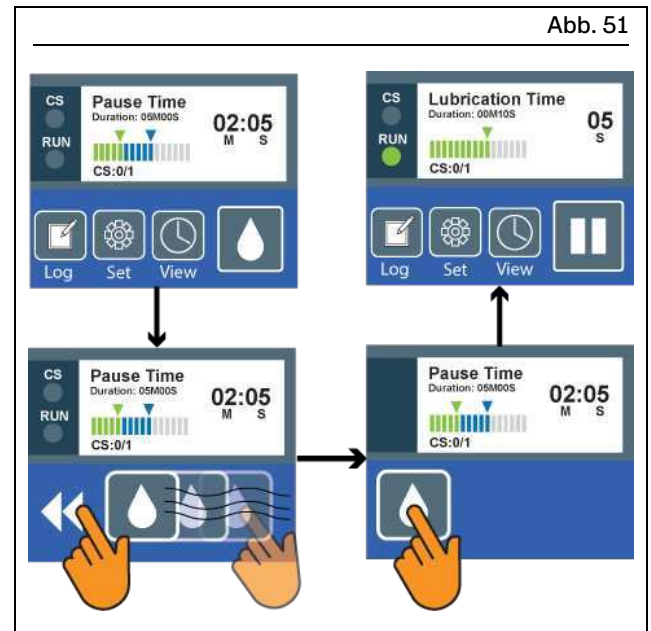 Abb. 51
CS
RUN
Pause Time
Duration: 05M00S
02:05
M S
CS:0/1
Log Set View
CS
RUN
Lubrication Time
Duration: 00M10S
05
S
CS:0/1
Log Set View
CS
RUN
Pause Time
Duration: 05M00S
02:05
M S
CS:0/1
Pause Time
Duration: 05M00S
02:05
M S
CS:0/1